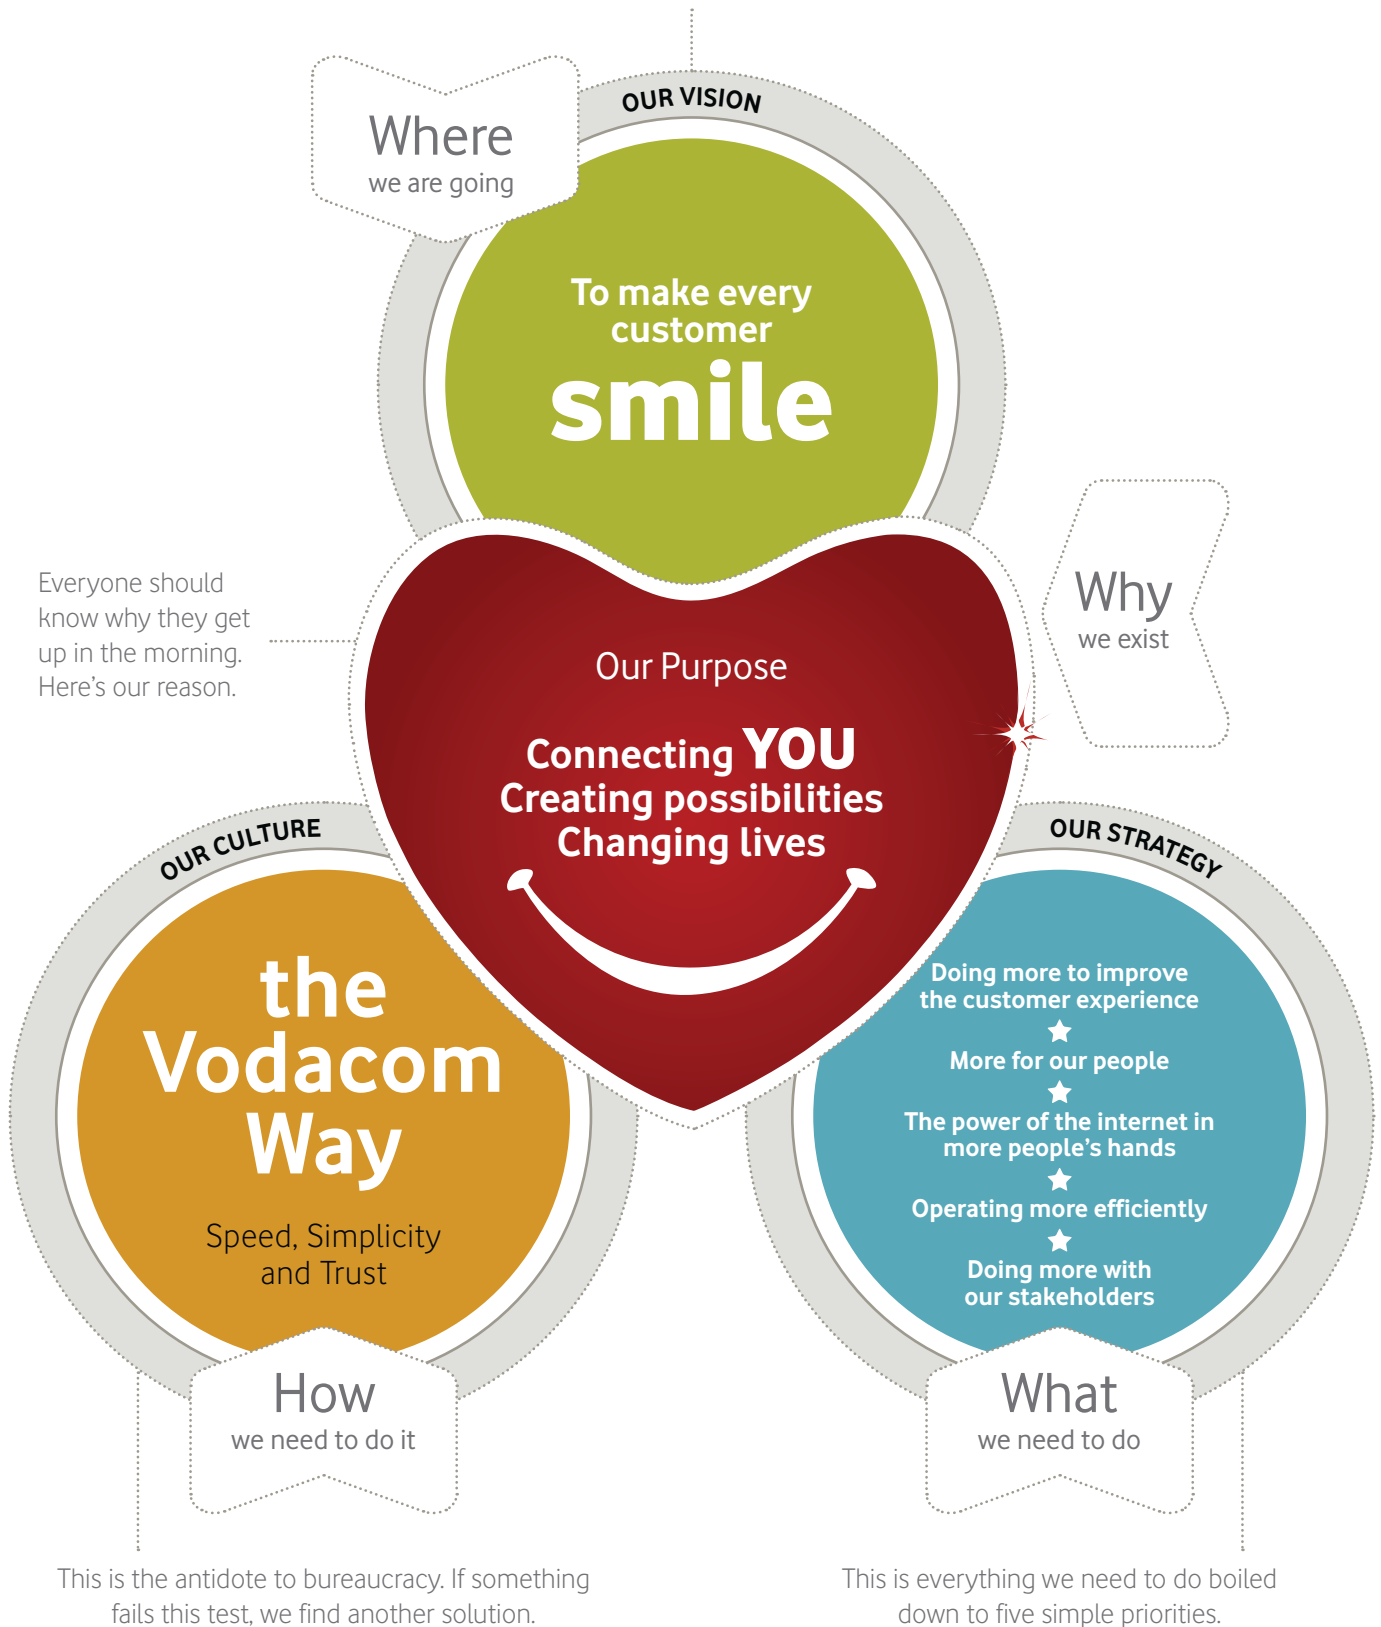 OUR VISION
Where
we are going
To make every
customer
smile
Everyone should
know why they get
up in the morning.
Here's our reason.
Why
we exist
Our Purpose
Connecting YOU
Creating possibilities
Changing lives
OUR CULTURE
the
Vodacom
Way
Speed, Simplicity
and Trust
How
we need to do it
This is the antidote to bureaucracy. If something
fails this test, we find another solution.
OUR STRATEGY
Doing more to improve
the customer experience
More for our people
The power of the internet in
more people's hands
Operating more efficiently
Doing more with
our stakeholders
What
we need to do
This is everything we need to do boiled
down to five simple priorities.